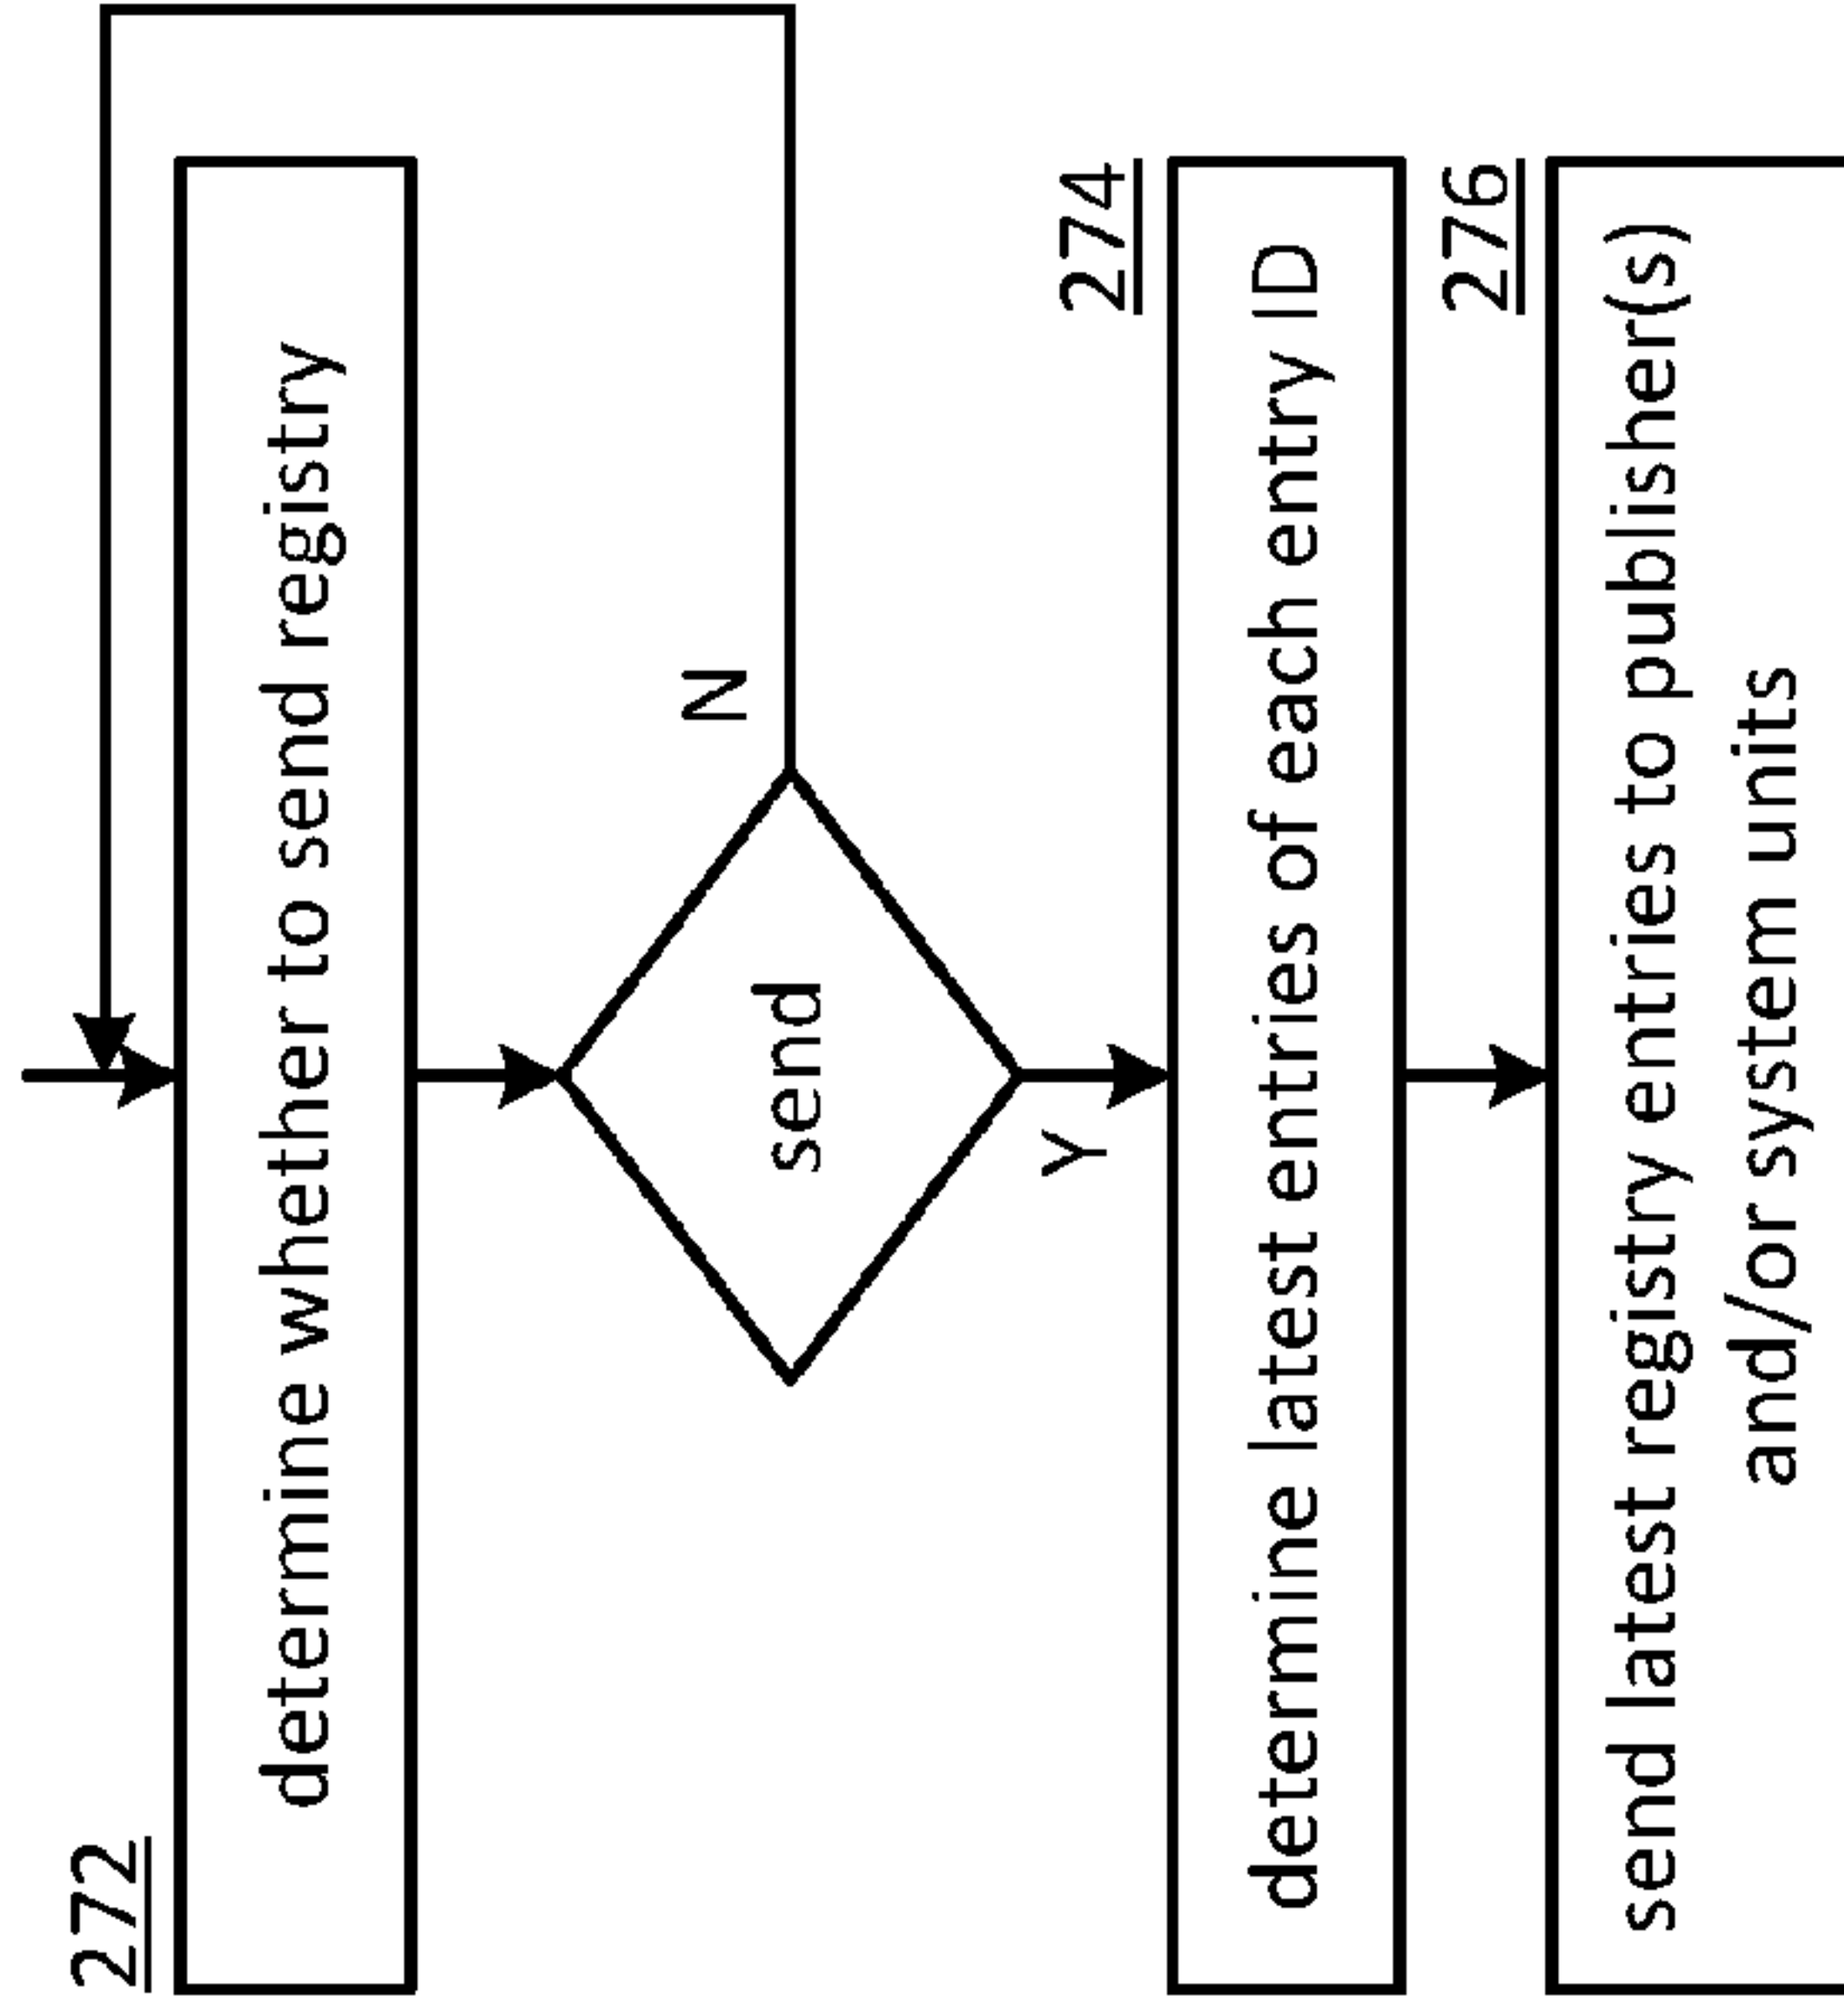 272
determine whether to send registry
N
send
Y
274
determine latest entries of each entry ID
276
send latest registry entries to publisher(s)
and/or system units